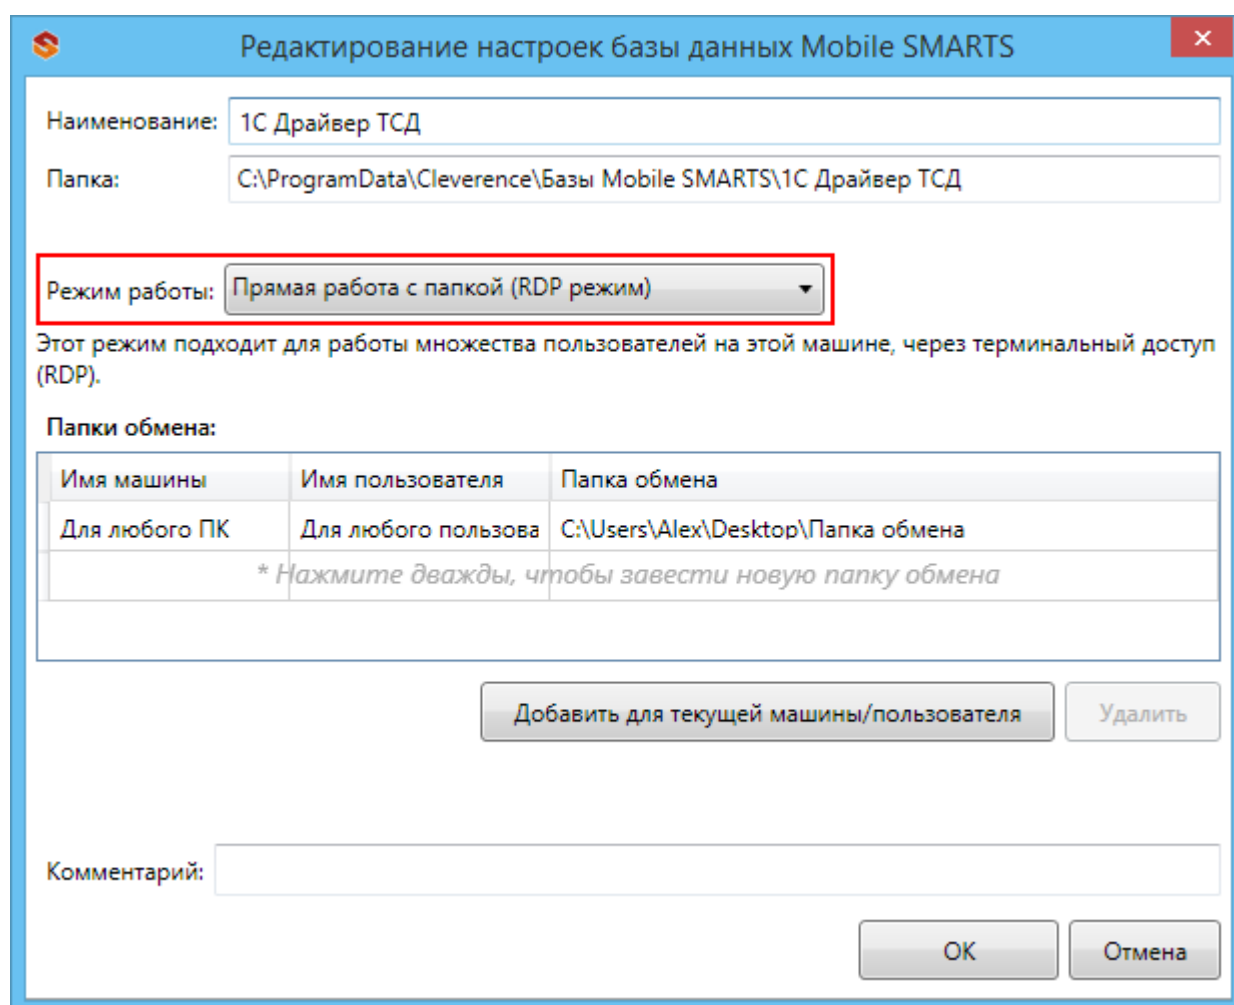 Редактирование настроек базы данных Mobile SMARTS
Наименование: 1С Драйвер ТСД
Папка: C:\ProgramData\Cleverence\Базы Mobile SMARTS\1С Драйвер ТСД
Режим работы: Прямая работа с папкой (RDP режим)
Этот режим подходит для работы множества пользователей на этой машине, через терминальный доступ
(RDP).
Папки обмена:
Имя машины Имя пользователя Папка обмена
Для любого ПК Для любого пользова C:\Users\Alex\Desktop\Папка обмена
* Нажмите дважды, чтобы завести новую папку обмена
Добавить для текущей машины/пользователя Удалить
Комментарий:
ОК Отмена